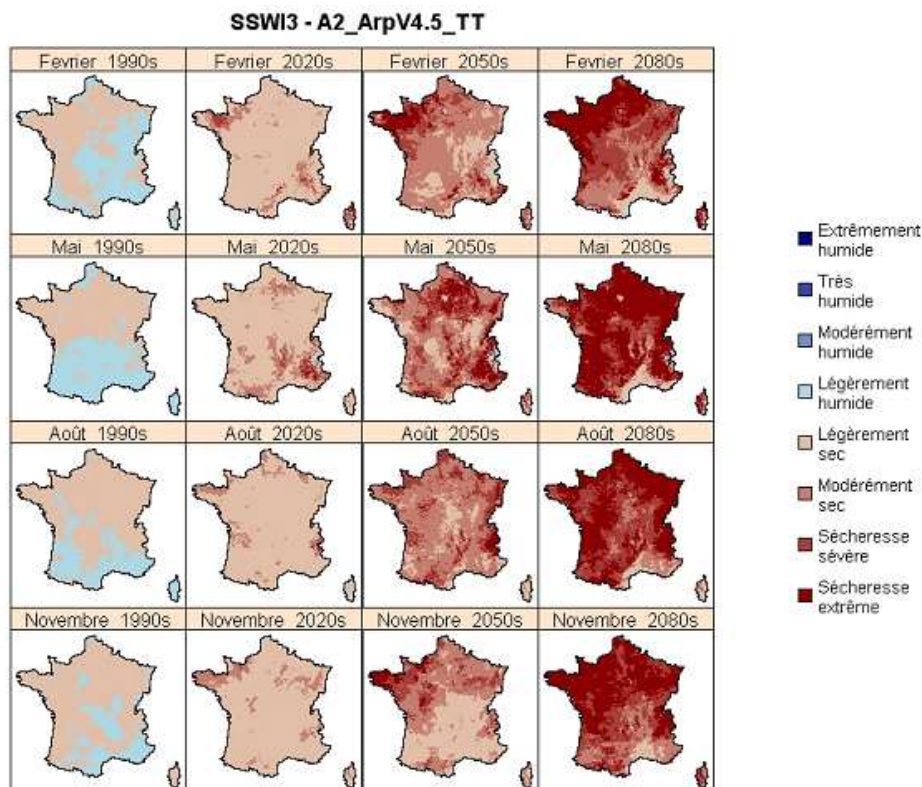 SSWI3 - A2_ArpV4.5_TT
Fevrier 1990s
Fevrier 2020s
Fevrier 2050s
Fevrier 2080s
Mai 1990s
Mai 2020s
Mai 2050s
Mai 2080s
Août 1990s
Août 2020s
Août 2050s
Août 2080s
Novembre 1990s
Novembre 2020s
Novembre 2050s
Novembre 2080s
Extrêmement
humide
Très
humide
Modérément
humide
Légèrement
humide
Légèrement
sec
Modérément
sec
Sécheresse
sévère
Sécheresse
extrême